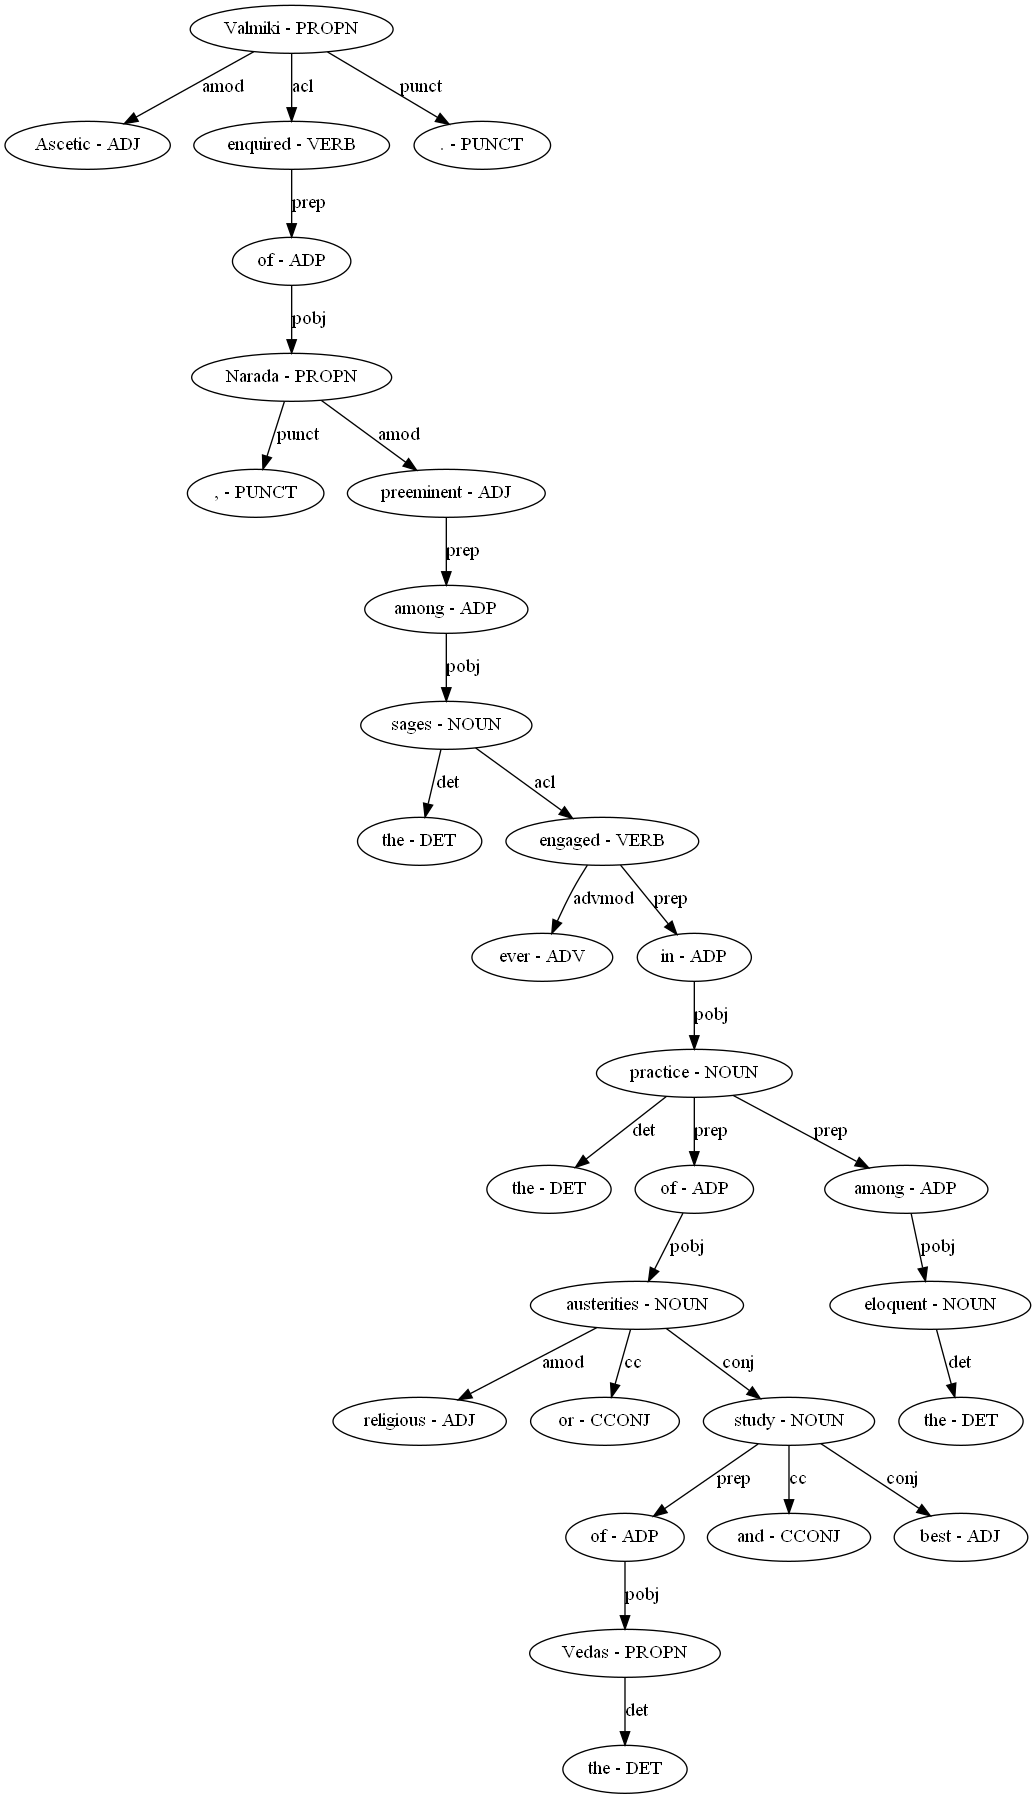 Valmiki - PROPN
amod acl punct
Ascetic - ADJ enquired - VERB . - PUNCT
prep
of - ADP
pobj
Narada - PROPN
punct amod
, - PUNCT preeminent - ADJ
prep
among - ADP
pobj
sages - NOUN
det acl
the - DET engaged - VERB
advmod prep
ever - ADV in - ADP
pobj
practice - NOUN
det prep prep
the - DET of - ADP among - ADP
pobj pobj
austerities - NOUN eloquent - NOUN
amod cc conj det
religious - ADJ or - CCONJ study - NOUN the - DET
prep cc conj
of - ADP and - CCONJ best - ADJ
pobj
Vedas - PROPN
det
the - DET